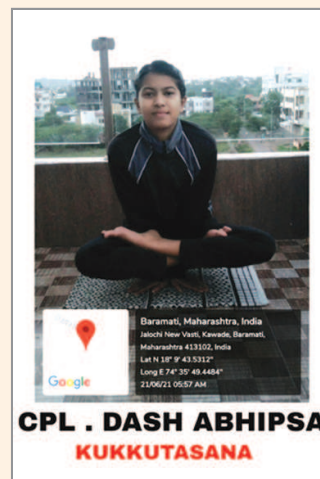 Google
Baramati, Maharashtra, India
Jalochi New Vasti, Kawade, Baramati,
Maharashtra 413102, India
Lat N 18° 9' 43.5312"
Long E 74° 35' 49.4484"
21/06/21 05:57 AM
CPL . DASH ABHIPSA
KUKKUTASANA